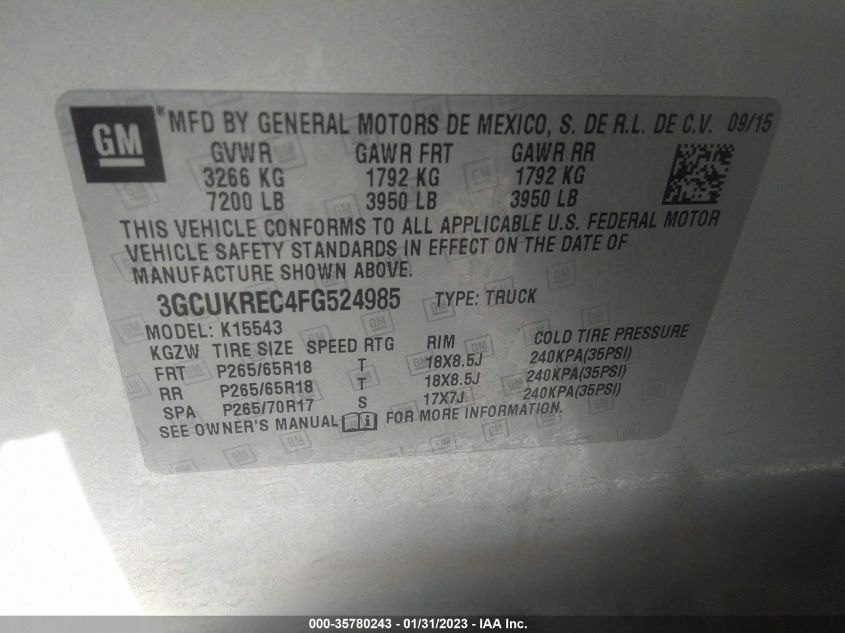 GM
*MFD BY GENERAL MOTORS DE MEXICO, S. DE R.L. DE C.V. 09/15
GVWR GAWR FRT GAWR RR
3266 KG 1792 KG 1792 KG
7200 LB 3950 LB 3950 LB
THIS VEHICLE CONFORMS TO ALL APPLICABLE U.S. FEDERAL MOTOR
VEHICLE SAFETY STANDARDS IN EFFECT ON THE DATE OF
MANUFACTURE SHOWN ABOVE.
3GCUKREC4FG524985 TYPE: TRUCK
MODEL: K15543
KGZW TIRE SIZE SPEED RTG RIM COLD TIRE PRESSURE
FRT P265/65R18 T 18X8.5J 240KPA(35PSI)
RR P265/65R18 T 18X8.5J 240KPA(35PSI)
SPA P265/70R17 S 17X7J 240KPA(35PSI)
SEE OWNER'S MANUAL FOR MORE INFORMATION.
000-35780243 - 01/31/2023 - IAA Inc.